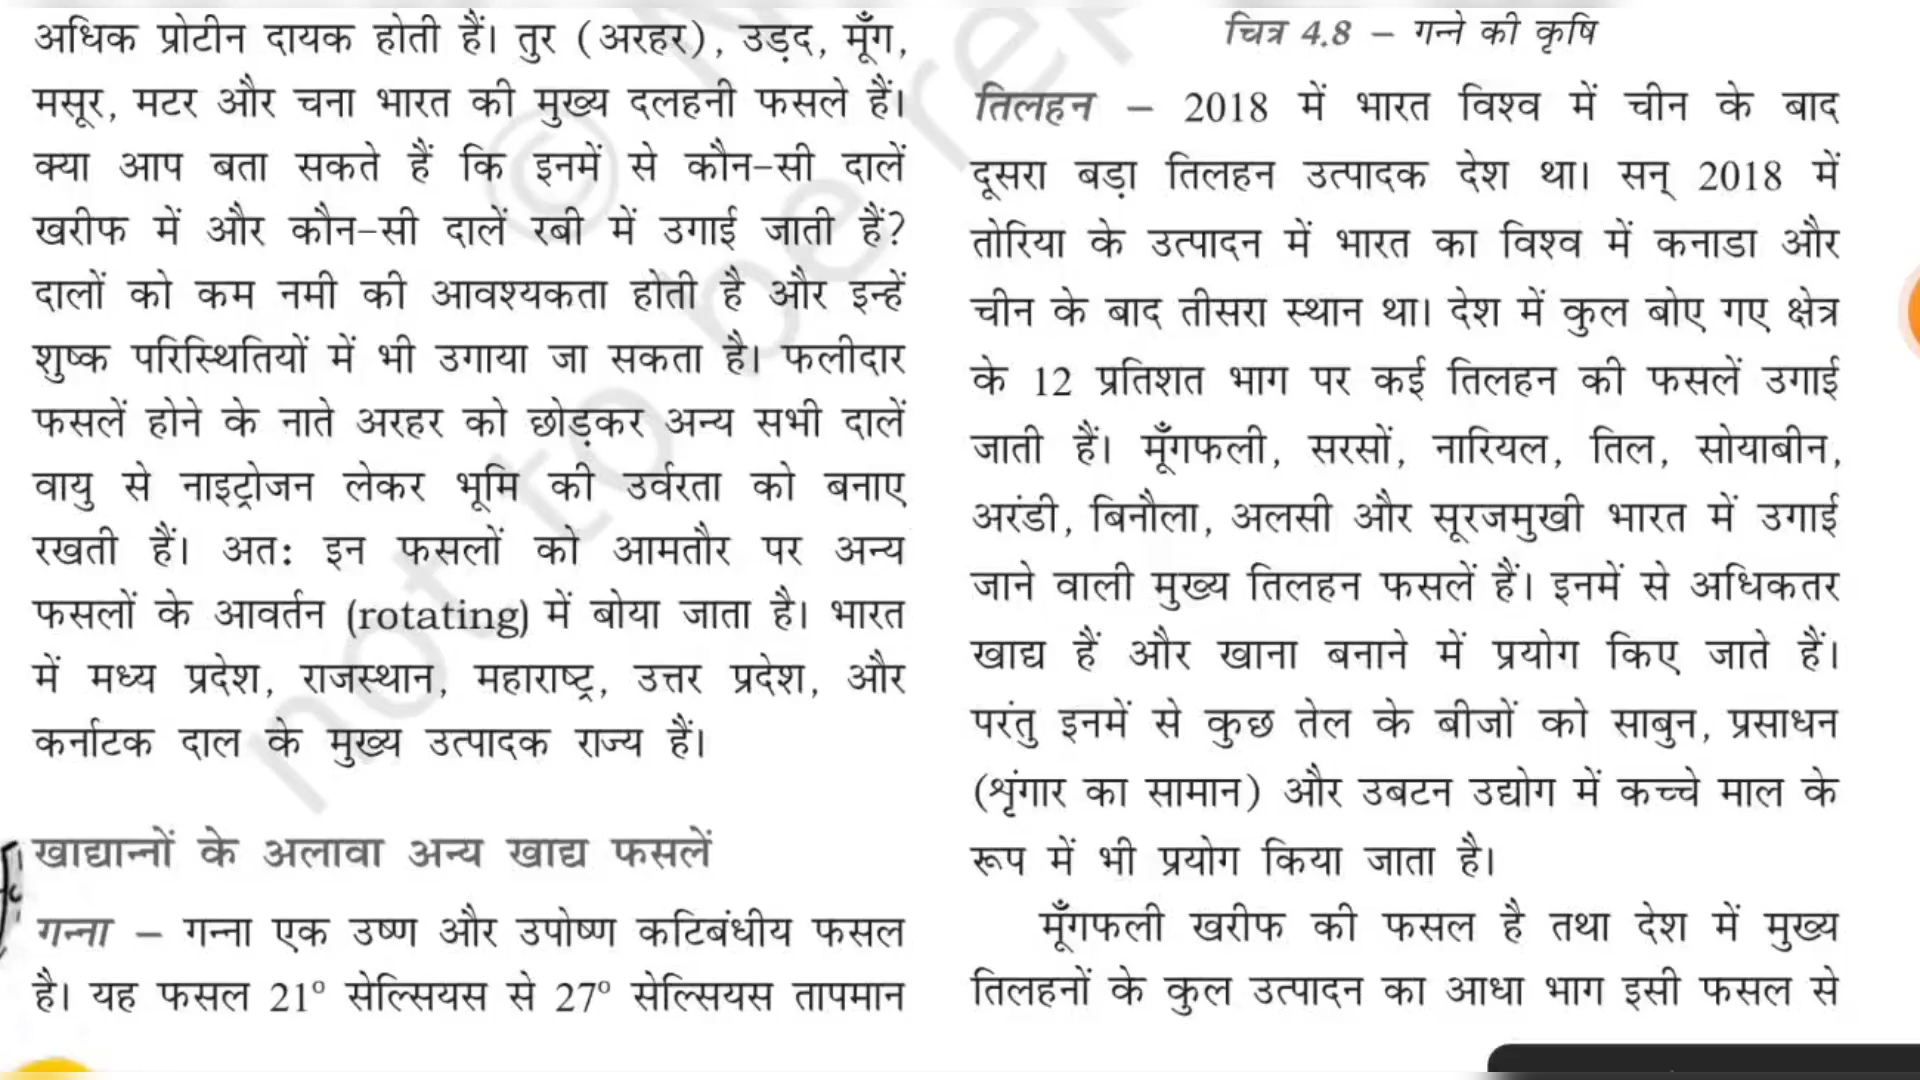 अधिक प्रोटीन दायक होती हैं। तुर (अरहर), उड़द, मूँग,
मसूर, मटर और चना भारत की मुख्य दलहनी फसले हैं।
क्या आप बता सकते हैं कि इनमें से कौन-सी दालें
खरीफ में और कौन-सी दालें रबी में उगाई जाती हैं?
दालों को कम नमी की आवश्यकता होती है और इन्हें
शुष्क परिस्थितियों में भी उगाया जा सकता है। फलीदार
फसलें होने के नाते अरहर को छोड़कर अन्य सभी दालें
वायु से नाइट्रोजन लेकर भूमि की उर्वरता को बनाए
रखती हैं। अतः इन फसलों को आमतौर पर अन्य
फसलों के आवर्तन (rotating) में बोया जाता है। भारत
में मध्य प्रदेश, राजस्थान, महाराष्ट्र, उत्तर प्रदेश, और
कर्नाटक दाल के मुख्य उत्पादक राज्य हैं।
खाद्यान्नों के अलावा अन्य खाद्य फसलें
गन्ना – गन्ना एक उष्ण और उपोष्ण कटिबंधीय फसल
है। यह फसल 21° सेल्सियस से 27° सेल्सियस तापमान
चित्र 4.8 – गन्ने की कृषि
तिलहन – 2018 में भारत विश्व में चीन के बाद
दूसरा बड़ा तिलहन उत्पादक देश था। सन् 2018 में
तोरिया के उत्पादन में भारत का विश्व में कनाडा और
चीन के बाद तीसरा स्थान था। देश में कुल बोए गए क्षेत्र
के 12 प्रतिशत भाग पर कई तिलहन की फसलें उगाई
जाती हैं। मूँगफली, सरसों, नारियल, तिल, सोयाबीन,
अरंडी, बिनौला, अलसी और सूरजमुखी भारत में उगाई
जाने वाली मुख्य तिलहन फसलें हैं। इनमें से अधिकतर
खाद्य हैं और खाना बनाने में प्रयोग किए जाते हैं।
परंतु इनमें से कुछ तेल के बीजों को साबुन, प्रसाधन
(शृंगार का सामान) और उबटन उद्योग में कच्चे माल के
रूप में भी प्रयोग किया जाता है।
मूँगफली खरीफ की फसल है तथा देश में मुख्य
तिलहनों के कुल उत्पादन का आधा भाग इसी फसल से
not to be rep
©